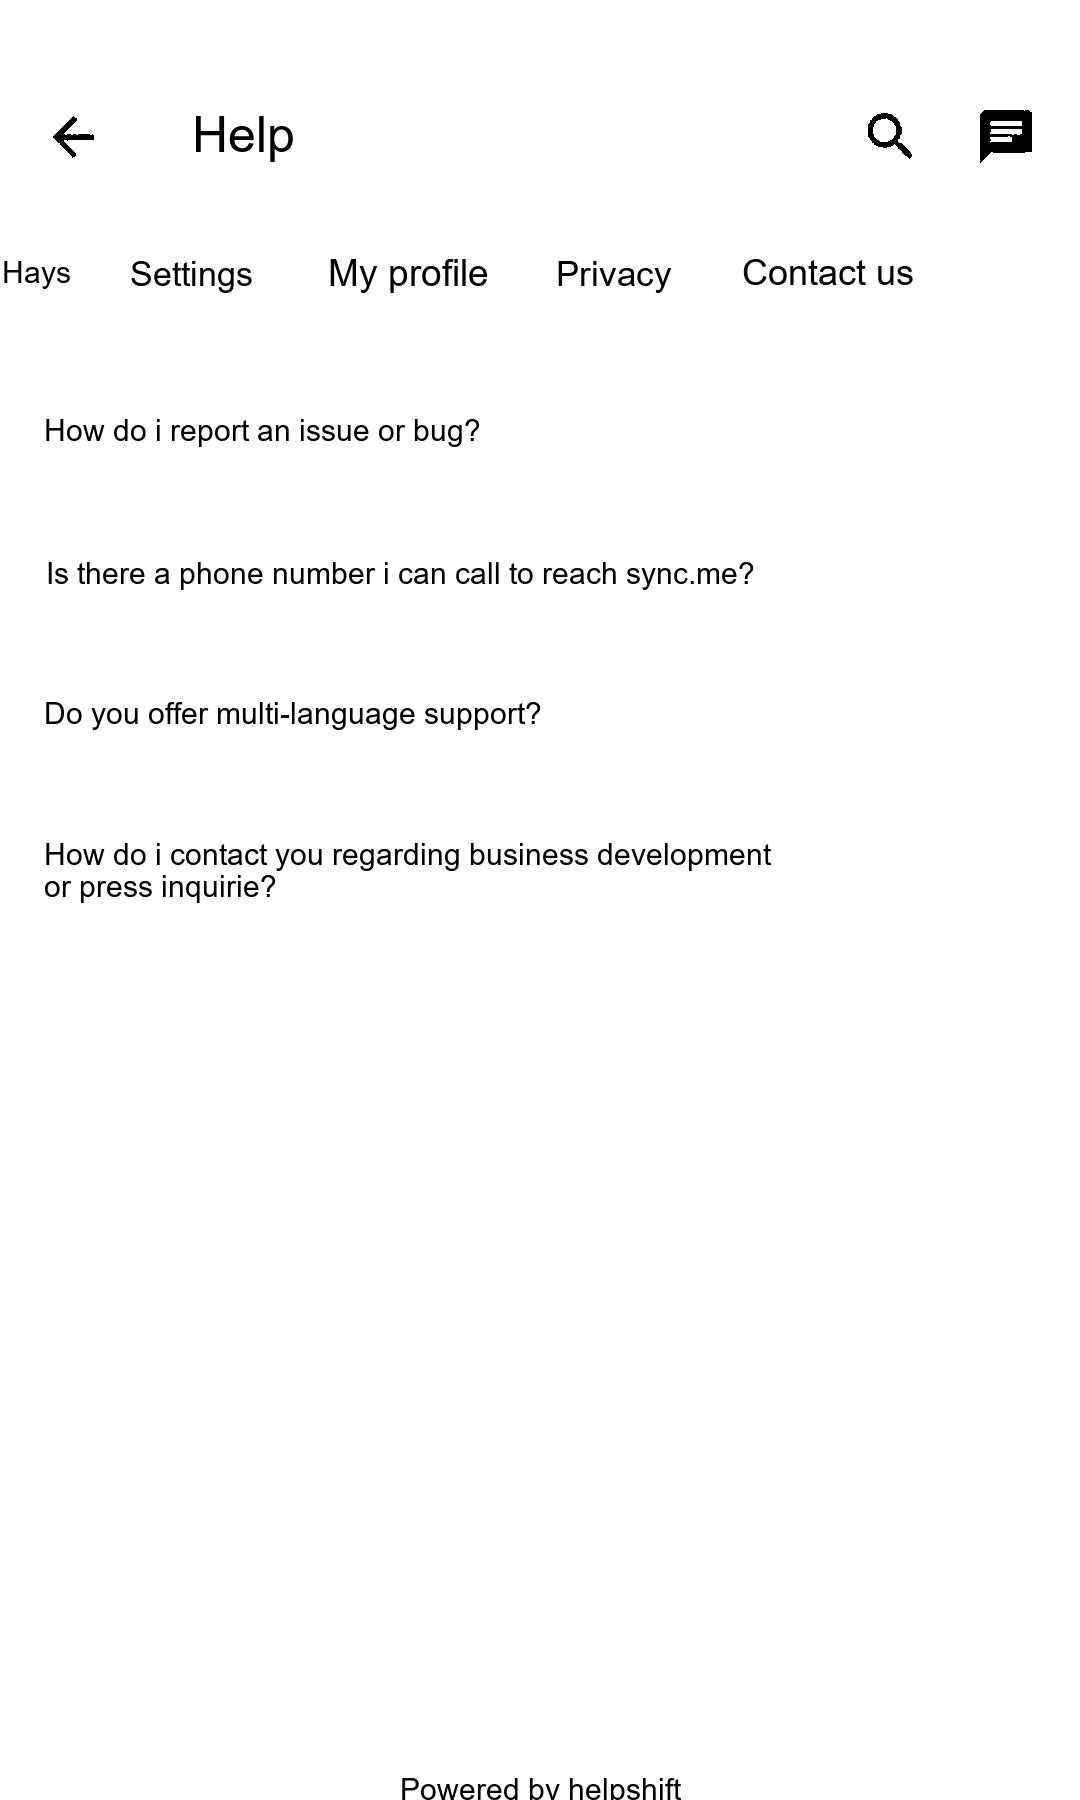 Help
Hays Settings My profile Privacy Contact us
How do i report an issue or bug?
Is there a phone number i can call to reach sync.me?
Do you offer multi-language support?
How do i contact you regarding business development
or press inquirie?
Powered by helpshift